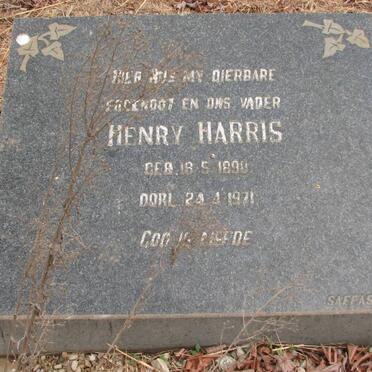 HIER RUS MY DIERBARE
EGGENOOT EN ONS VADER
HENRY HARRIS
GEB. 18·5·1890
OORL. 24·4·1971
GOD IS LIEFDE
SAFFAS